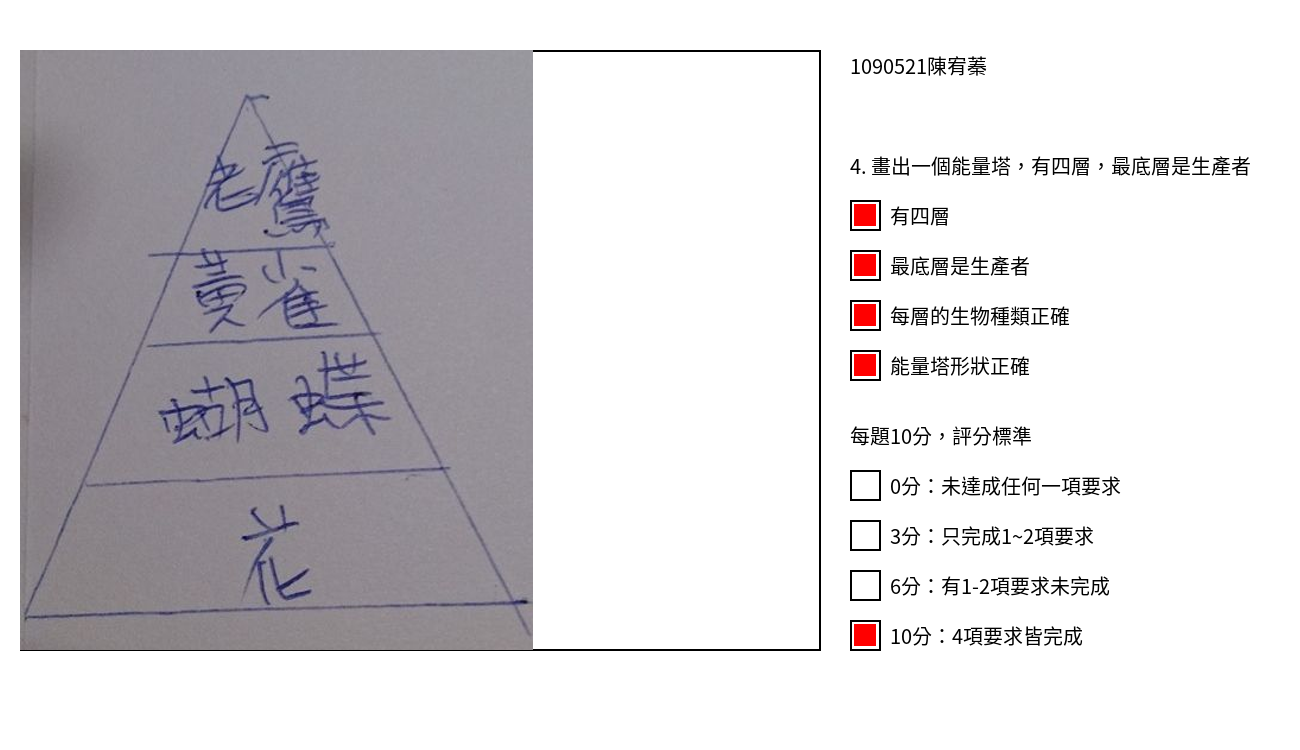 老鷹
黃雀
蝴蝶
花
1090521陳宥蓁
4. 畫出一個能量塔，有四層，最底層是生產者
有四層
最底層是生產者
每層的生物種類正確
能量塔形狀正確
每題10分，評分標準
0分：未達成任何一項要求
3分：只完成1~2項要求
6分：有1-2項要求未完成
10分：4項要求皆完成